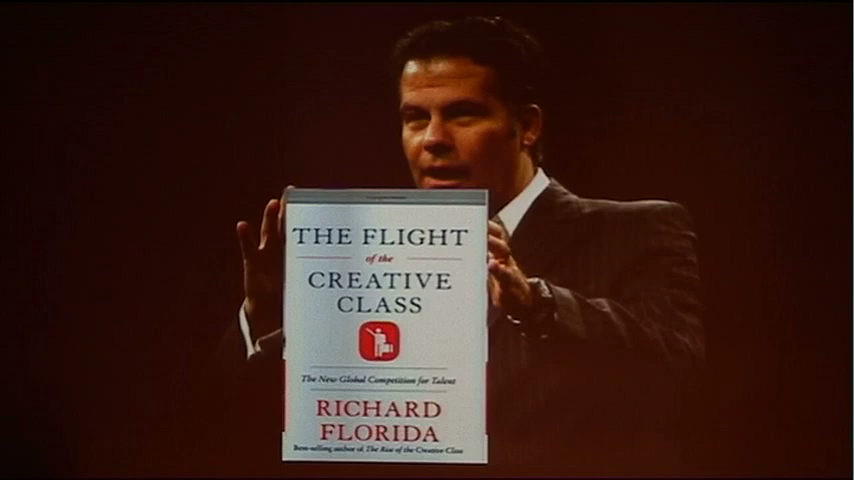 THE FLIGHT
of the
CREATIVE
CLASS
The New Global Competition for Talent
RICHARD
FLORIDA
Best-selling author of The Rise of the Creative Class